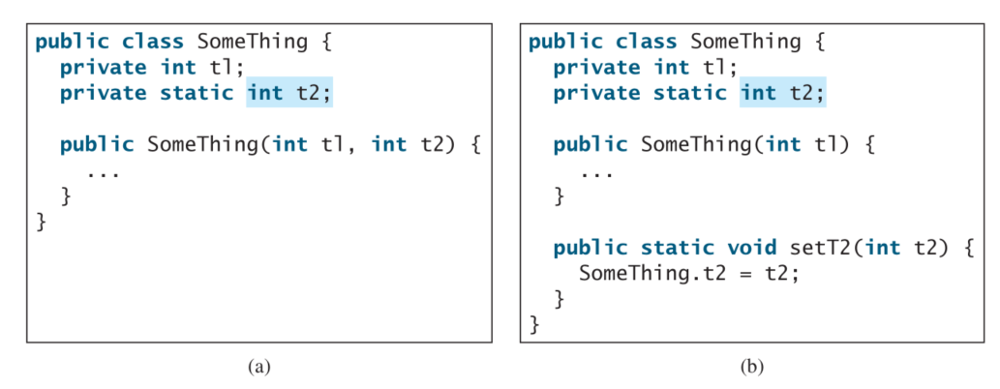 public class SomeThing {
private int t1;
private static int t2;
public SomeThing(int t1, int t2) {
...
}
}
(a)
public class SomeThing {
private int t1;
private static int t2;
public SomeThing(int t1) {
...
}
public static void setT2(int t2) {
SomeThing.t2 = t2;
}
}
(b)